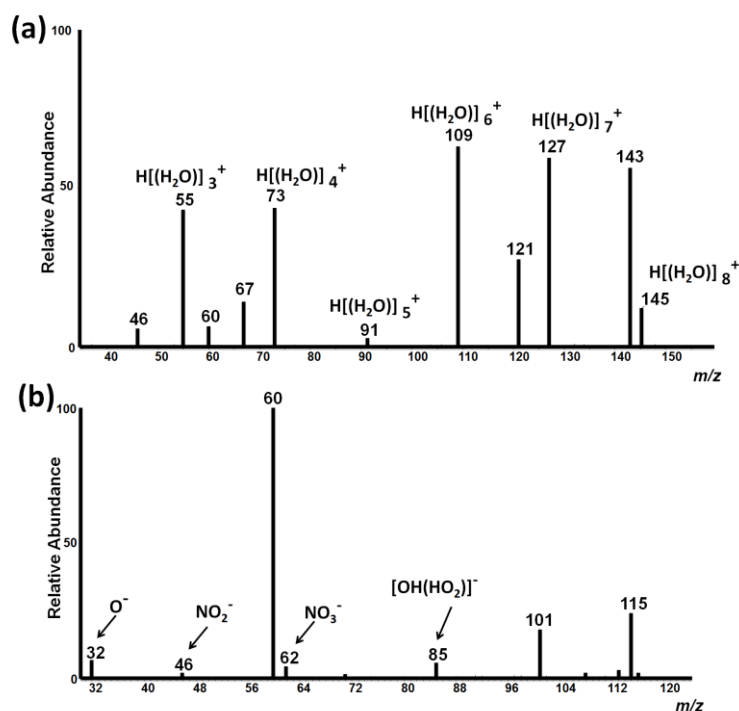 (a)
100
H[(H₂O)] ₆⁺
109
H[(H₂O)] ₇⁺
127
143
H[(H₂O)] ₃⁺
55
H[(H₂O)] ₄⁺
73
50
121
H[(H₂O)] ₈⁺
145
67
H[(H₂O)] ₅⁺
91
46
60
0
Relative Abundance
40 50 60 70 72 80 90 100 108 120 130 140 150
m/z
(b)
100
60
50
[OH(HO₂)]⁻
O⁻
NO₂⁻
NO₃⁻
115
101
32
46
62
85
0
Relative Abundance
32 40 48 56 64 72 80 88 96 104 112 120
m/z